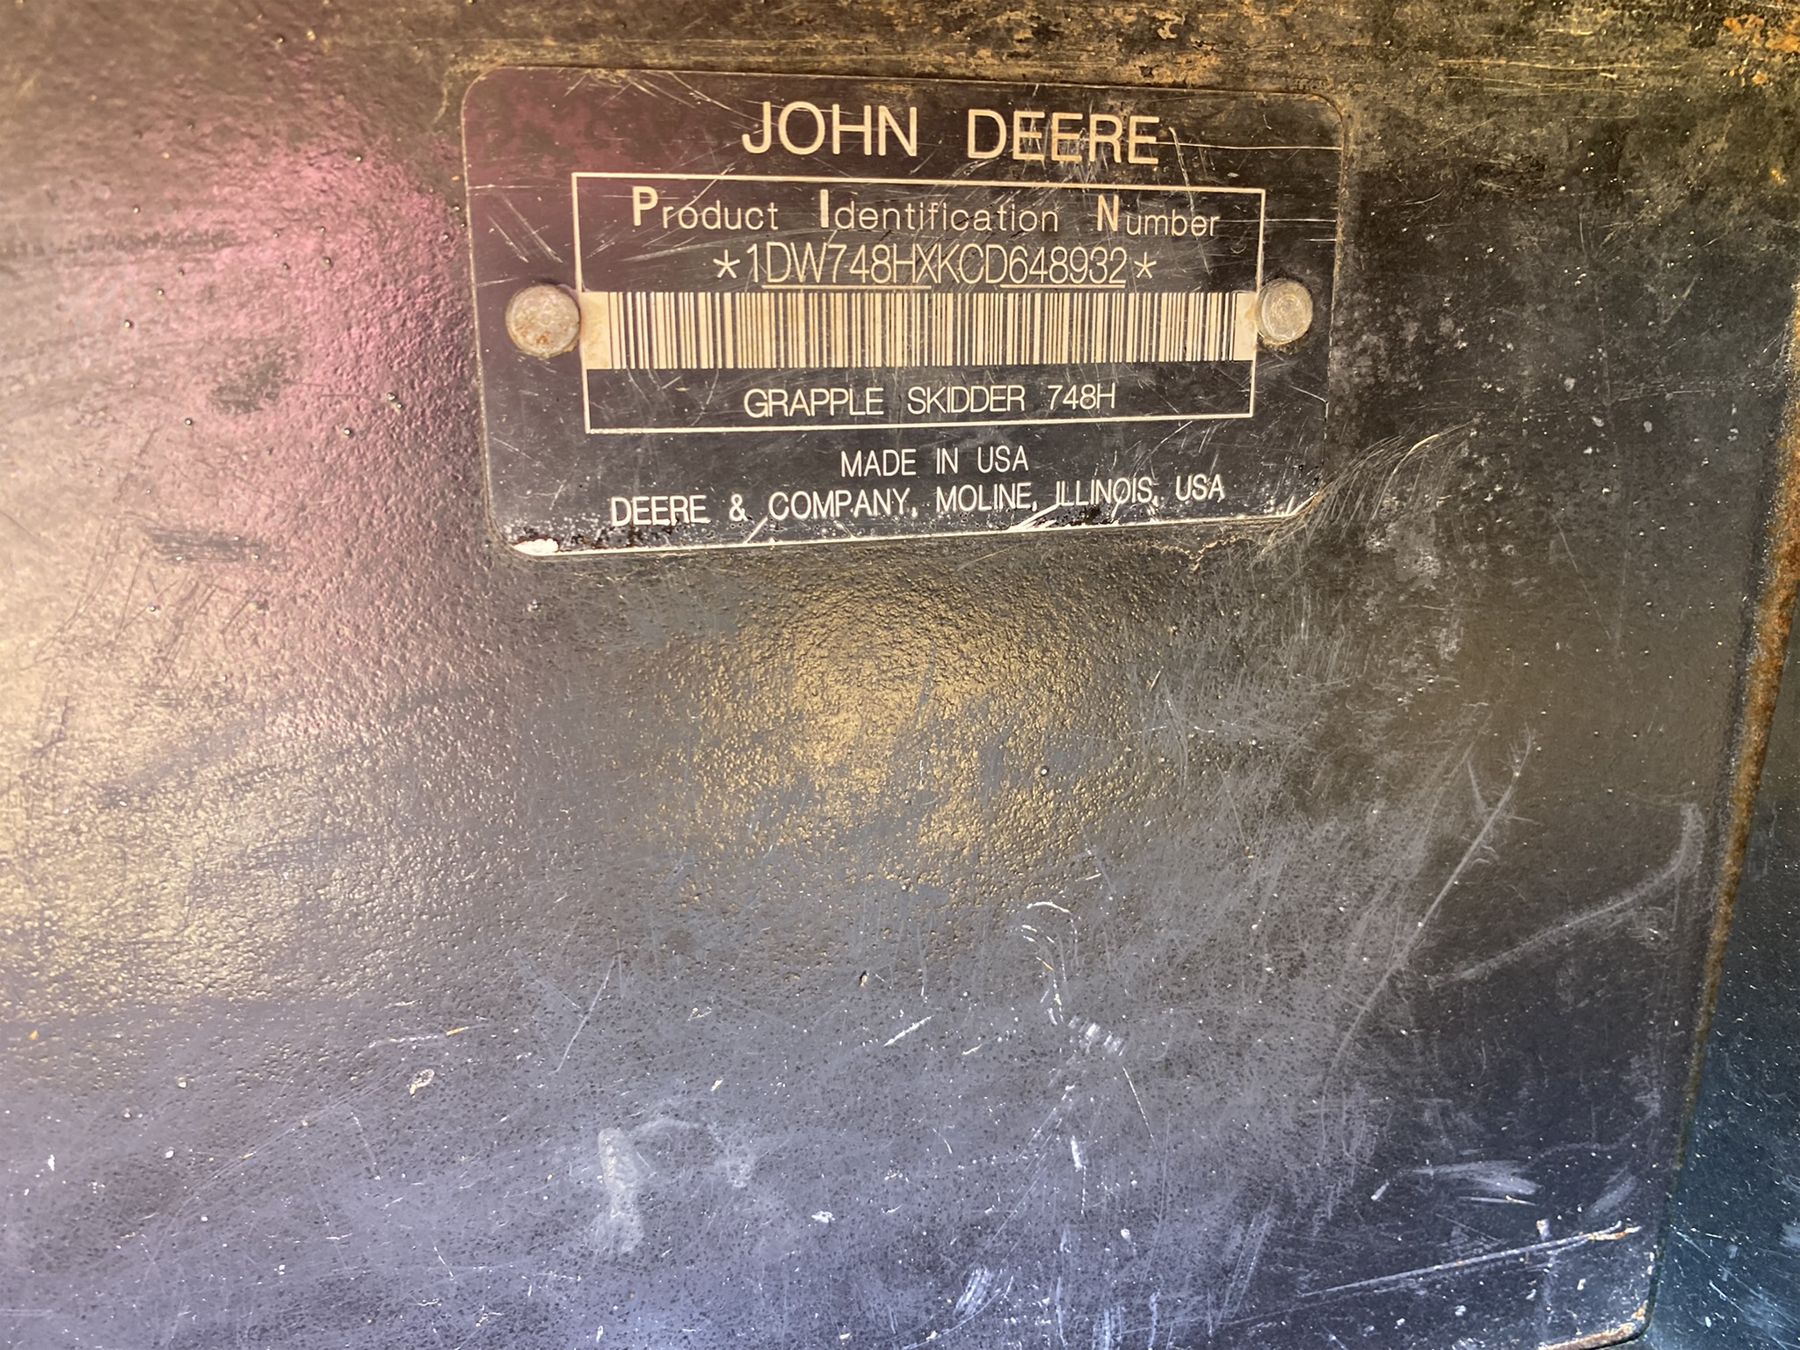 JOHN DEERE
Product Identification Number
*1DW748HXKCD648932*
GRAPPLE SKIDDER 748H
MADE IN USA
DEERE & COMPANY, MOLINE, ILLINOIS, USA